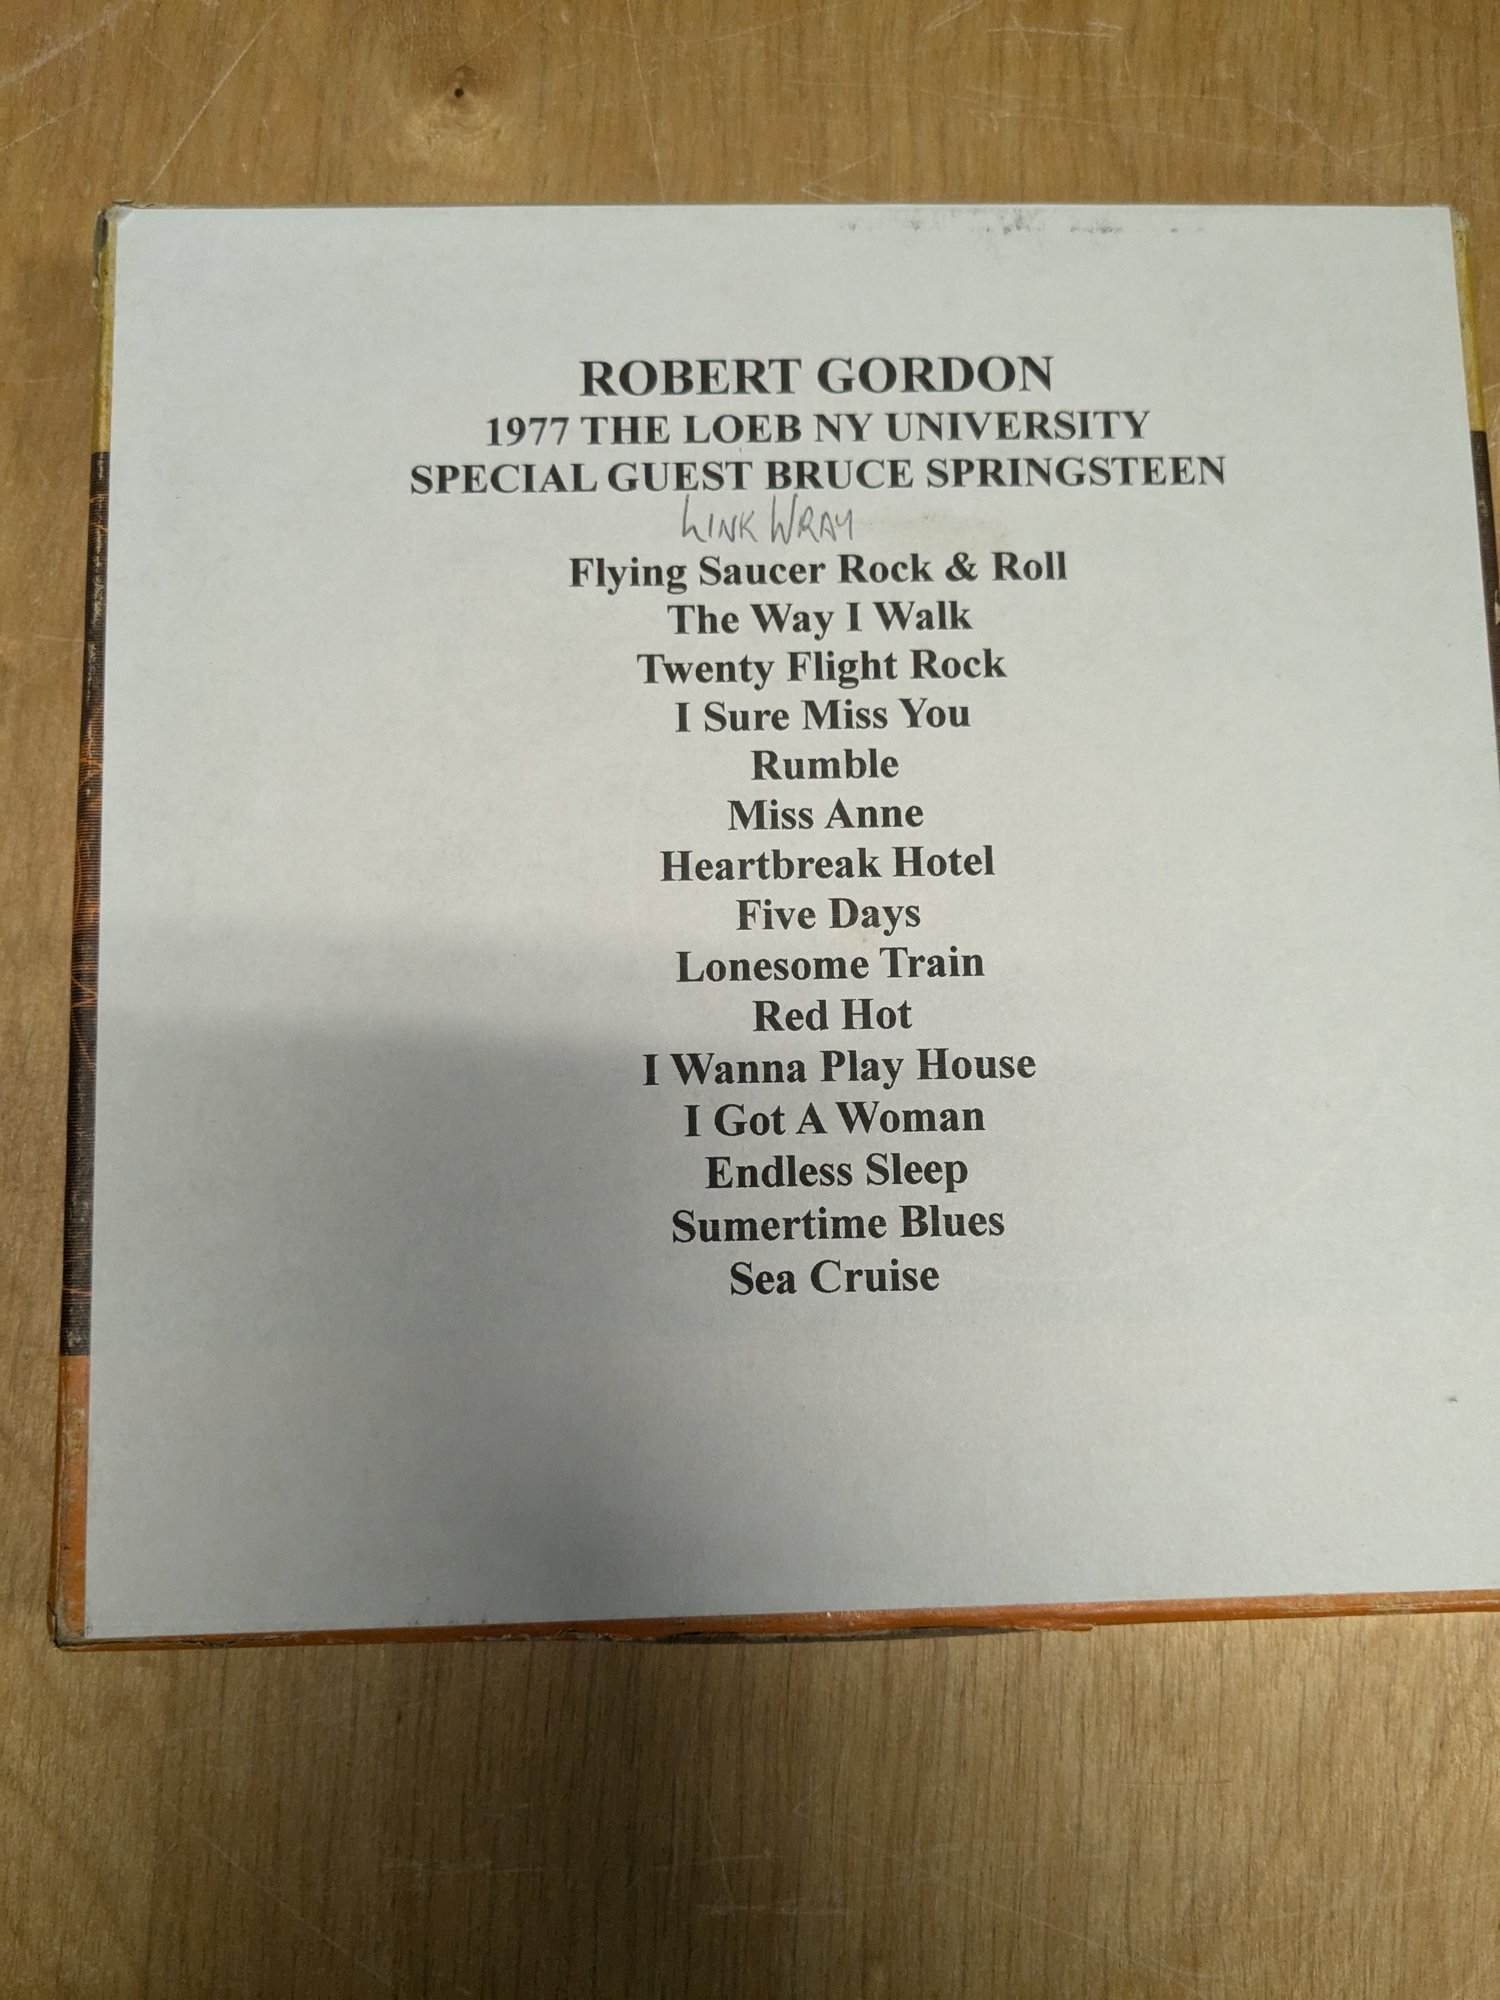 ROBERT GORDON
1977 THE LOEB NY UNIVERSITY
SPECIAL GUEST BRUCE SPRINGSTEEN
LINK WRAY
Flying Saucer Rock & Roll
The Way I Walk
Twenty Flight Rock
I Sure Miss You
Rumble
Miss Anne
Heartbreak Hotel
Five Days
Lonesome Train
Red Hot
I Wanna Play House
I Got A Woman
Endless Sleep
Sumertime Blues
Sea Cruise